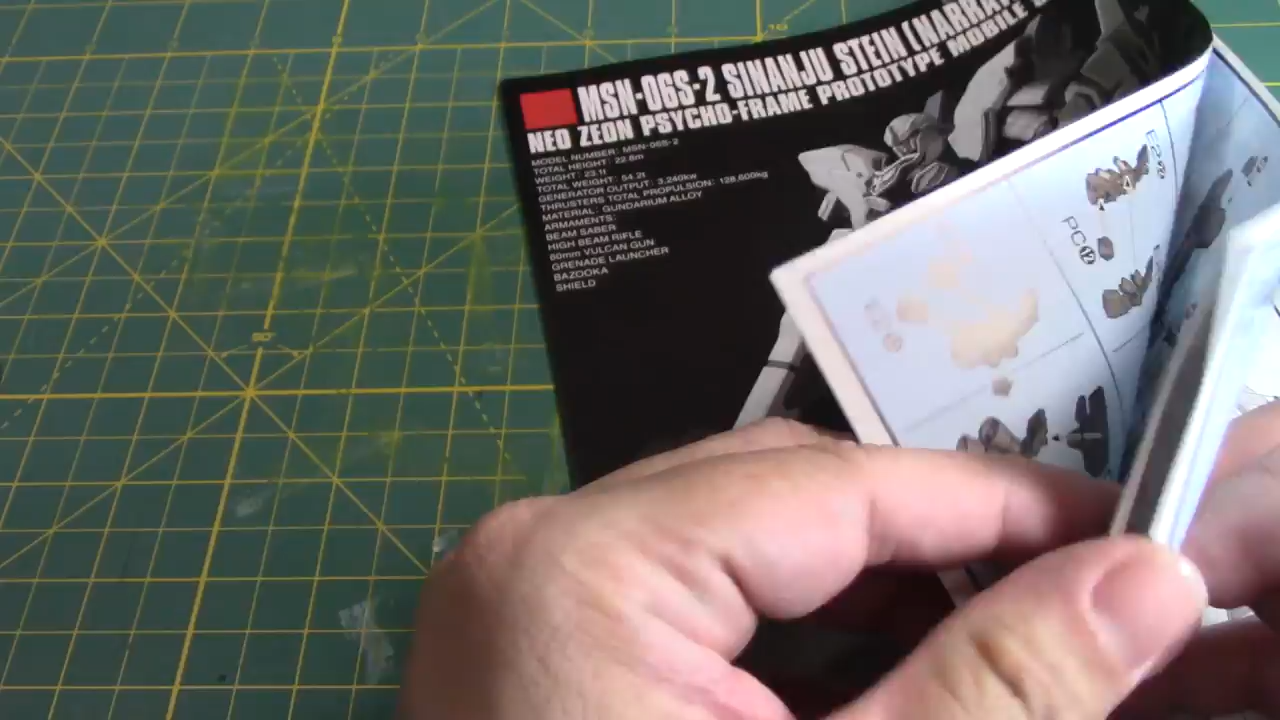 MSN-06S-2 SINANJU STEIN (NARRA
NEO ZEON PSYCHO-FRAME PROTOTYPE MOBILE
MODEL NUMBER: MSN-06S-2
TOTAL HEIGHT: 22.6m
WEIGHT: 23.1t
TOTAL WEIGHT: 54.2t
GENERATOR OUTPUT: 3,240kw
THRUSTERS TOTAL PROPULSION: 128,600kg
MATERIAL: GUNDARIUM ALLOY
ARMAMENTS:
BEAM SABER
HIGH BEAM RIFLE
60mm VULCAN GUN
GRENADE LAUNCHER
BAZOOKA
SHIELD
PC⑫